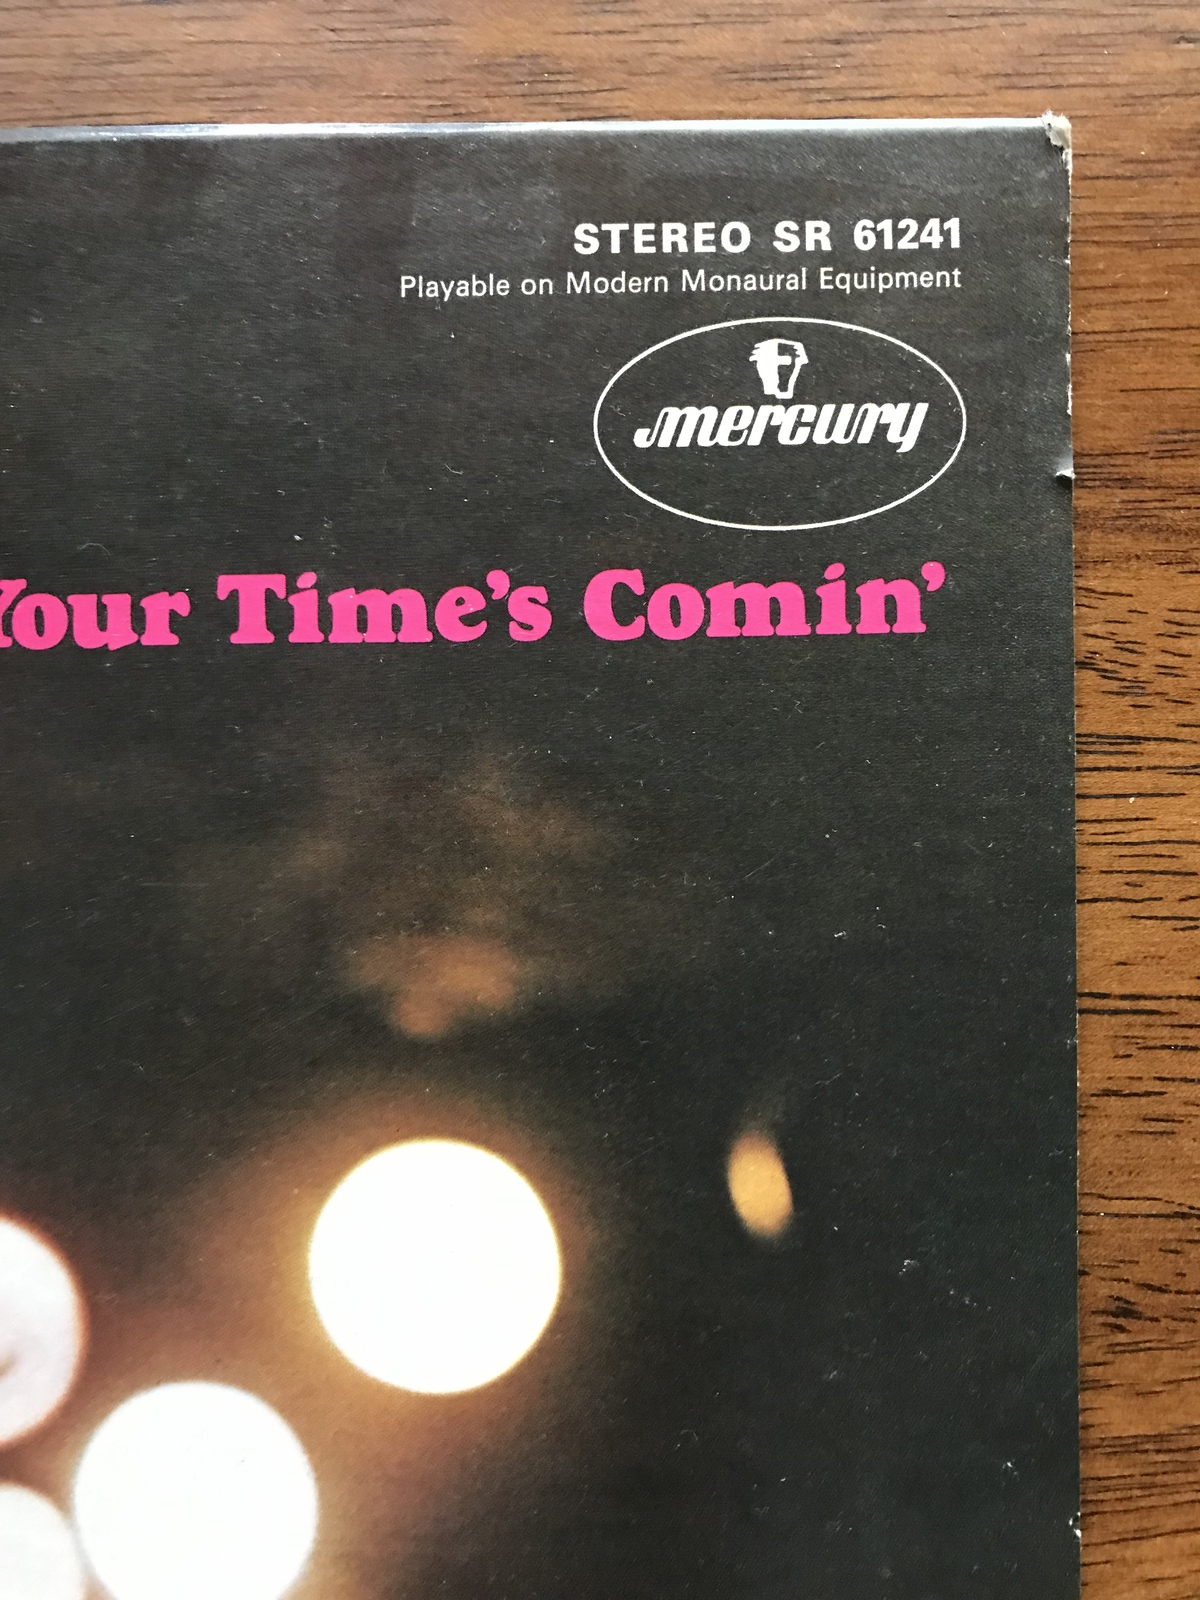 STEREO SR 61241
Playable on Modern Monaural Equipment
mercury
Your Time's Comin'